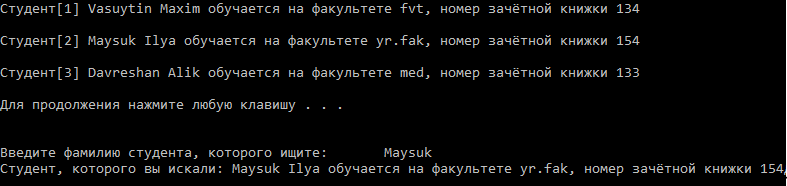 Студент[1] Vasuytin Maxim обучается на факультете fvt, номер зачётной книжки 134
Студент[2] Maysuk Ilya обучается на факультете yr.fak, номер зачётной книжки 154
Студент[3] Davreshan Alik обучается на факультете med, номер зачётной книжки 133
Для продолжения нажмите любую клавишу . . .
Введите фамилию студента, которого ищите: Maysuk
Студент, которого вы искали: Maysuk Ilya обучается на факультете yr.fak, номер зачётной книжки 154,